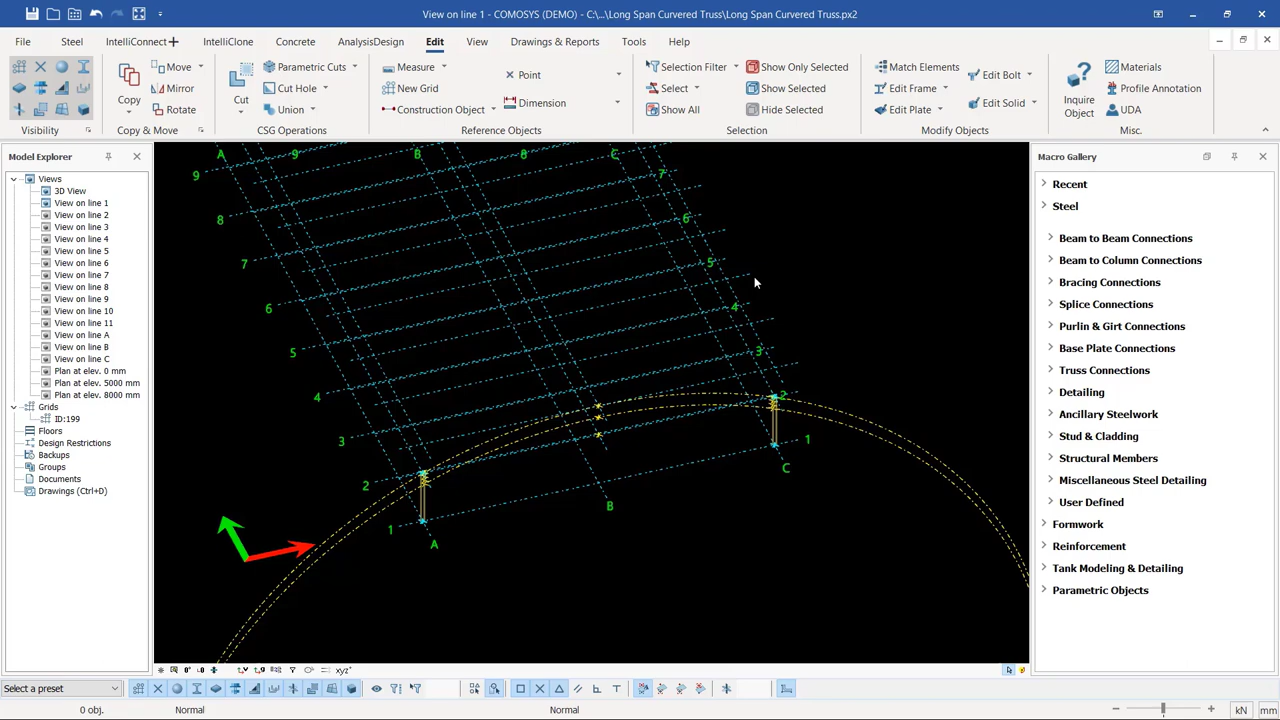 View on line 1 - COMOSYS (DEMO) - C:\...\Long Span Curvered Truss\Long Span Curvered Truss.px2
File Steel IntelliConnect IntelliClone Concrete AnalysisDesign Edit View Drawings & Reports Tools Help
Move
Mirror
Rotate
Copy
Cut
Parametric Cuts
Cut Hole
Union
Measure
New Grid
Construction Object
Point
Dimension
Selection Filter
Select
Show All
Show Only Selected
Show Selected
Hide Selected
Match Elements
Edit Frame
Edit Plate
Edit Bolt
Edit Solid
Inquire
Object
Materials
Profile Annotation
UDA
Visibility Copy & Move CSG Operations Reference Objects Selection Modify Objects Misc.
Model Explorer
Views
3D View
View on line 1
View on line 2
View on line 3
View on line 4
View on line 5
View on line 6
View on line 7
View on line 8
View on line 9
View on line 10
View on line 11
View on line A
View on line B
View on line C
Plan at elev. 0 mm
Plan at elev. 5000 mm
Plan at elev. 8000 mm
Grids
ID:199
Floors
Design Restrictions
Backups
Groups
Documents
Drawings (Ctrl+D)
A 9 B 8 C
9 7
8 6
7 5
6 4
5 3
4 2
3 1
2 C
1 B
A
xyz
Macro Gallery
Recent
Steel
Beam to Beam Connections
Beam to Column Connections
Bracing Connections
Splice Connections
Purlin & Girt Connections
Base Plate Connections
Truss Connections
Detailing
Ancillary Steelwork
Stud & Cladding
Structural Members
Miscellaneous Steel Detailing
User Defined
Formwork
Reinforcement
Tank Modeling & Detailing
Parametric Objects
Select a preset
0 obj. Normal Normal kN mm